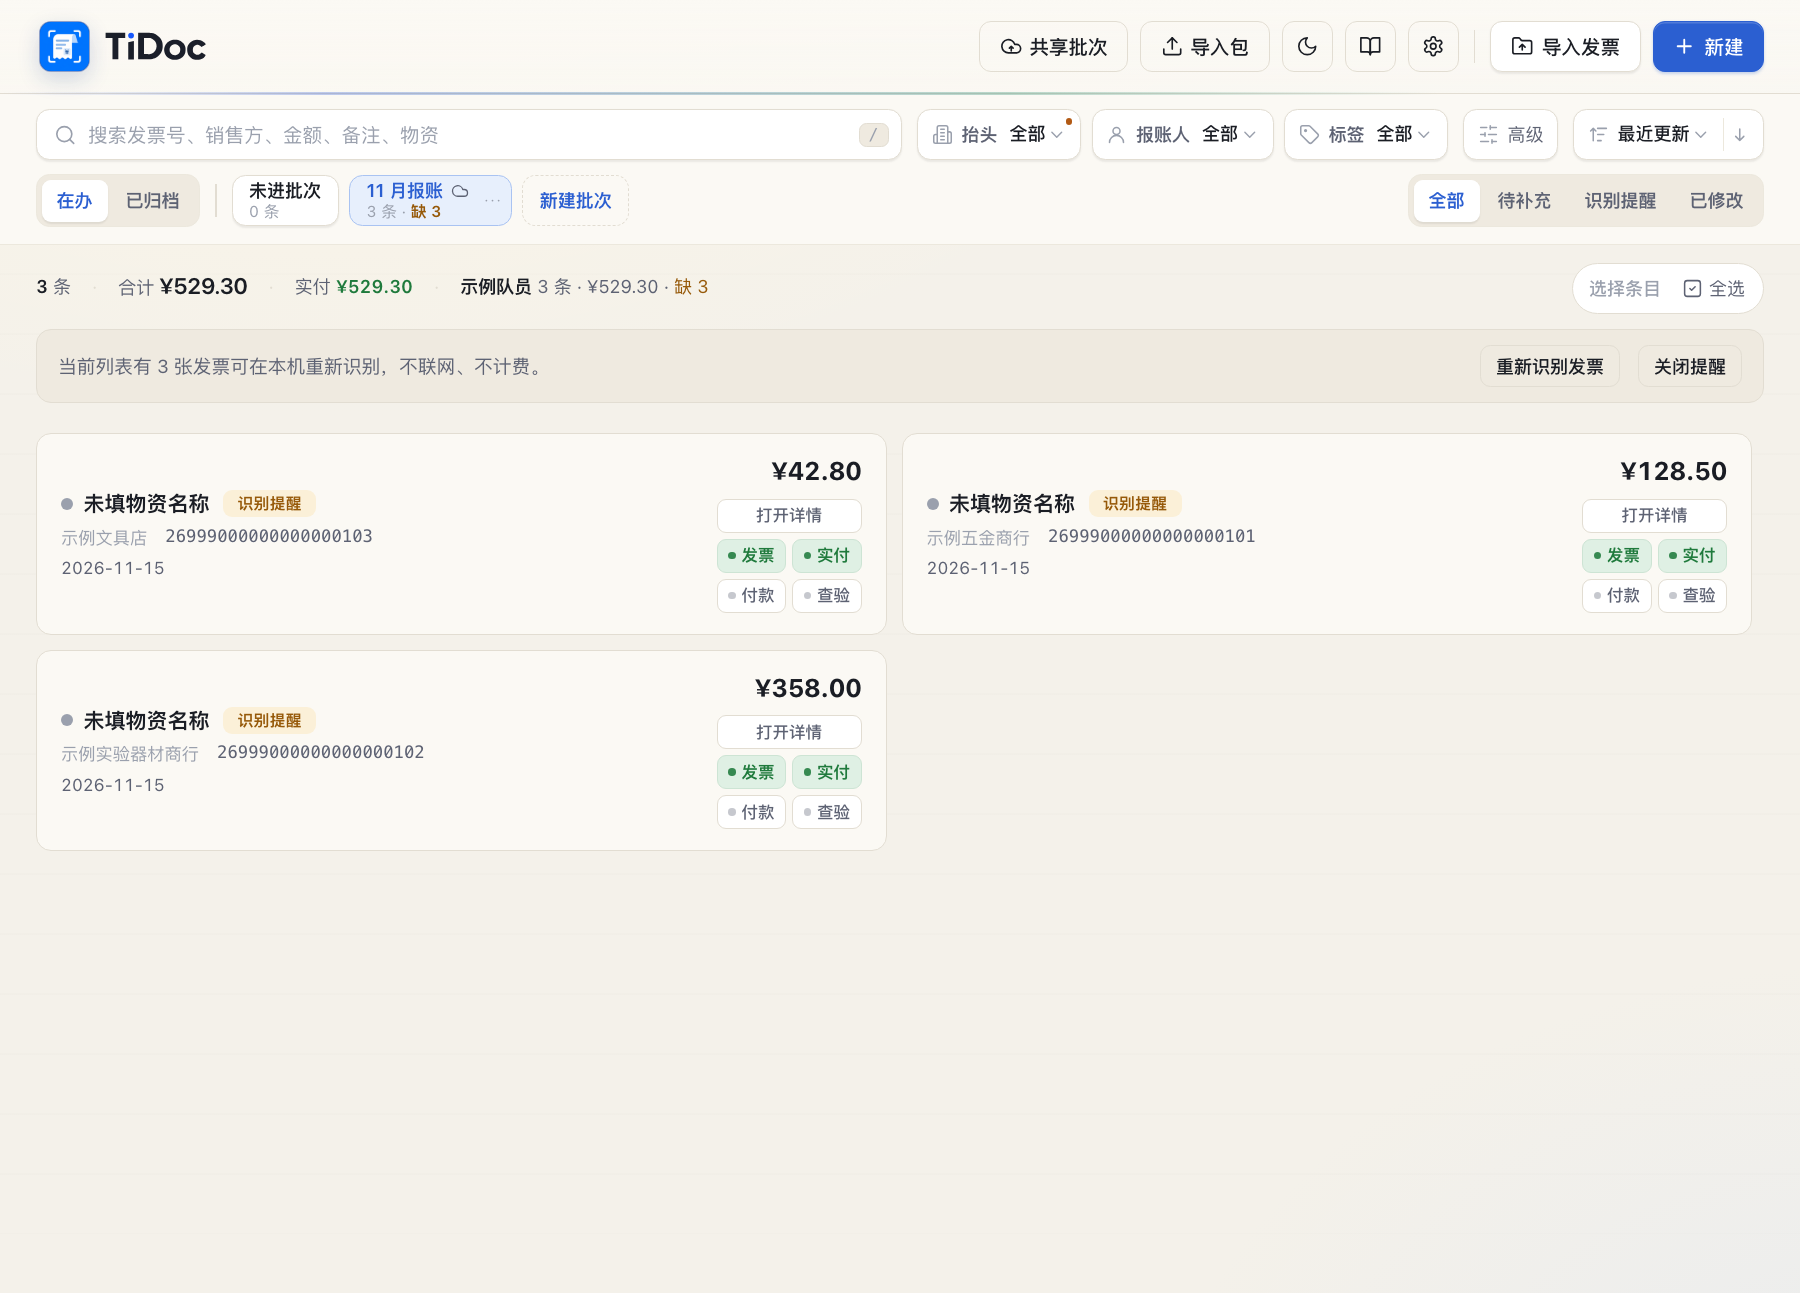 TiDoc
共享批次
导入包
导入发票
新建
搜索发票号、销售方、金额、备注、物资
/
抬头 全部
报账人 全部
标签 全部
高级
最近更新
在办
已归档
未进批次
0 条
11 月报账
3 条 · 缺 3
···
新建批次
全部
待补充
识别提醒
已修改
3 条 · 合计 ¥529.30 · 实付 ¥529.30 · 示例队员 3 条 · ¥529.30 · 缺 3
选择条目
全选
当前列表有 3 张发票可在本机重新识别，不联网、不计费。
重新识别发票
关闭提醒
未填物资名称 识别提醒
示例文具店 26999000000000000103
2026-11-15
¥42.80
打开详情
发票 实付
付款 查验
未填物资名称 识别提醒
示例五金商行 26999000000000000101
2026-11-15
¥128.50
打开详情
发票 实付
付款 查验
未填物资名称 识别提醒
示例实验器材商行 26999000000000000102
2026-11-15
¥358.00
打开详情
发票 实付
付款 查验